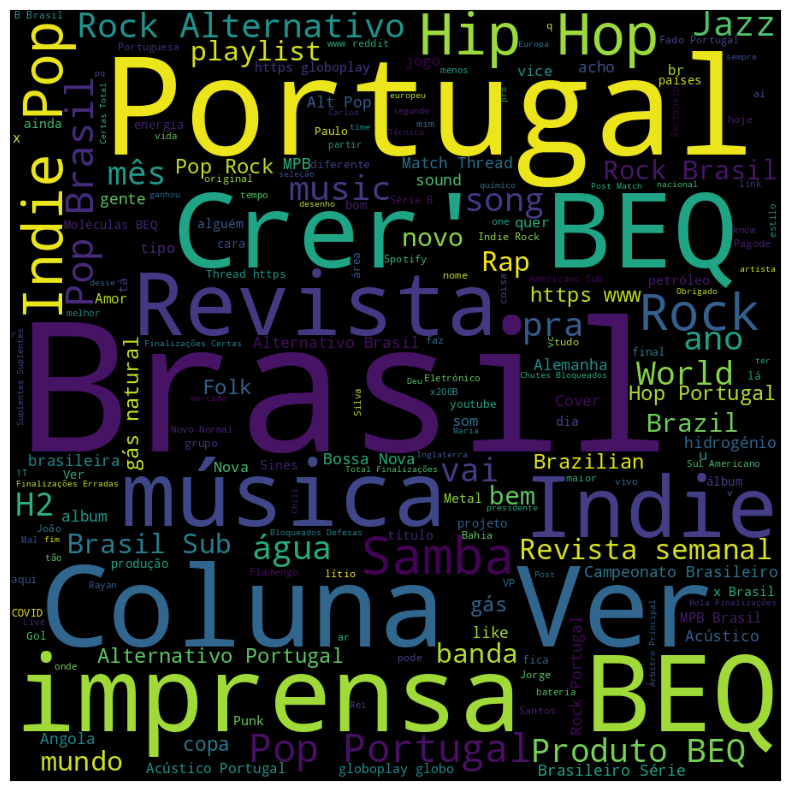 B Brasil
Rock Alternativo
Hip Hop
Jazz
Portuguesa
www reddit
q
Europa
Fado Portugal
playlist
https globoplay
jogo
menos
vice
acho
br
países
sempre
Indie Pop
Portugal
Pop Brasil
pq
Certas Total
ainda
energia
vida
x
Alt Pop
europeu
Carlos
segundo
Paulo
time
mim
Técnico
partir
pro
Sertanejo
aí
hoje
mês
Pop Rock
MPB
diferente
Match Thread
Rock Brasil
original
seleção
químico
Post Match
nacional
link
gente
ganhou
tempo
music
sound
song
Moléculas BEQ
desenho
bom
Série B
one
quer
Indie Rock
know
Pagode
estilo
Crer'
BEQ
alguém
novo
tipo
cara
Rap
área
Thread https
Spotify
artista
tá
desse
Revista
nome
coisa
Americano Sub
petróleo
Amor
https www
Obrigado
melhor
pra
Rock
ano
r
Brasil
Suplentes Suplentes
Finalizações Certas
Alternativo Brasil
faz
vc
tudo
final
ter
lá
gás natural
Folk
Deu
Eletrónico
Alemanha
Chutes Bloqueados
World
mercado
x200B
Cover
Hop Portugal
Silva
youtube
Novo Normal
grupo
som
Maria
dia
Brazil
hidrogénio
brasileira
Nova
Sines
Bossa Nova
Inglaterra
Brazilian
µ
Ver
Total Finalizações
vai
Sul Americano
1T
Finalizações Erradas
música
Chill
Metal
bem
maior
vivo
álbum
v
H2
album
João
Bloqueados Defesas
projeto
presidente
Indie
Mal
fim
título
Bahia
Brasil Sub
água
Samba
Revista semanal
tão
produção
aqui
Flamengo
lítio
Campeonato Brasileiro
Rayan
VP
Post
x Brasil
COVID
Coluna Ver
gás
Bola Finalizações
Live
MPB Brasil
Gol
ar
like
Acústico
Alternativo Portugal
banda
onde
pode
fica
Jorge
Rock Portugal
Árbitro Principal
bateria
imprensa
BEQ
Rei
Santos
Punk
Angola
copa
Pop Portugal
Produto BEQ
mundo
Acústico Portugal
globoplay globo
Brasileiro Série